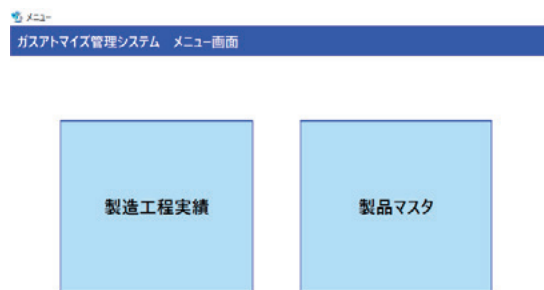 メニュー
ガスアトマイズ管理システム　メニュー画面
製造工程実績
製品マスタ